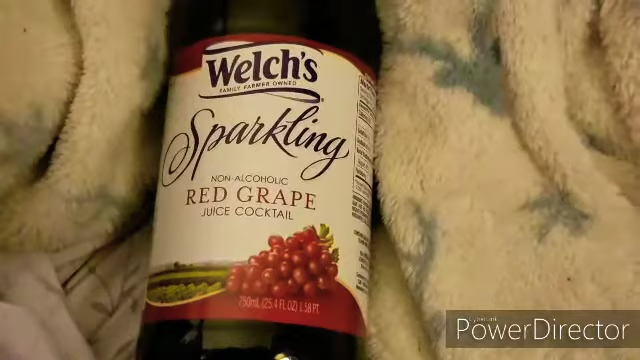 Welch's
FAMILY FARMER OWNED
Sparkling
NON-ALCOHOLIC
RED GRAPE
JUICE COCKTAIL
750mL (25.4 FL OZ) 1.58 PT
CyberLink
PowerDirector